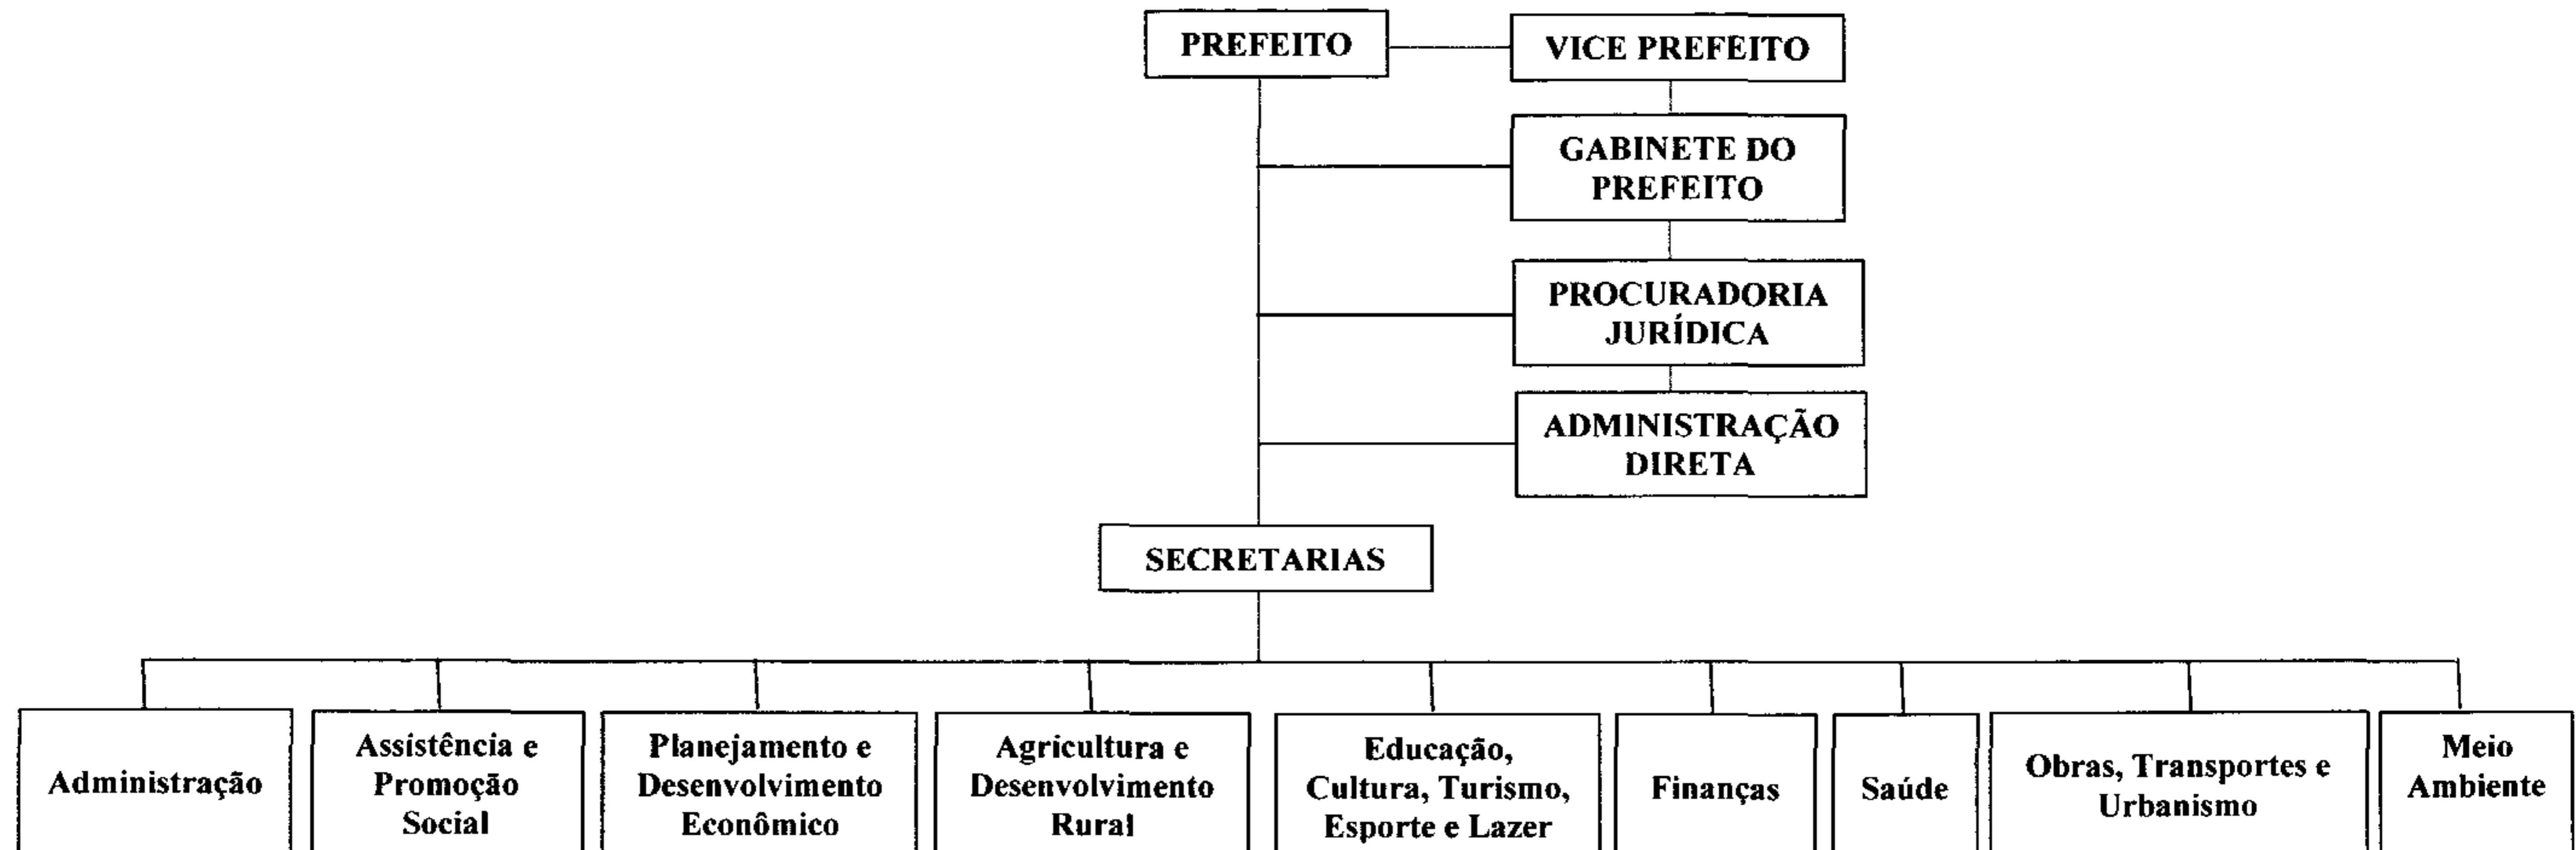 PREFEITO
VICE PREFEITO
GABINETE DO
PREFEITO
PROCURADORIA
JURÍDICA
ADMINISTRAÇÃO
DIRETA
SECRETARIAS
Administração
Assistência e
Promoção
Social
Planejamento e
Desenvolvimento
Econômico
Agricultura e
Desenvolvimento
Rural
Educação,
Cultura, Turismo,
Esporte e Lazer
Finanças
Saúde
Obras, Transportes e
Urbanismo
Meio
Ambiente